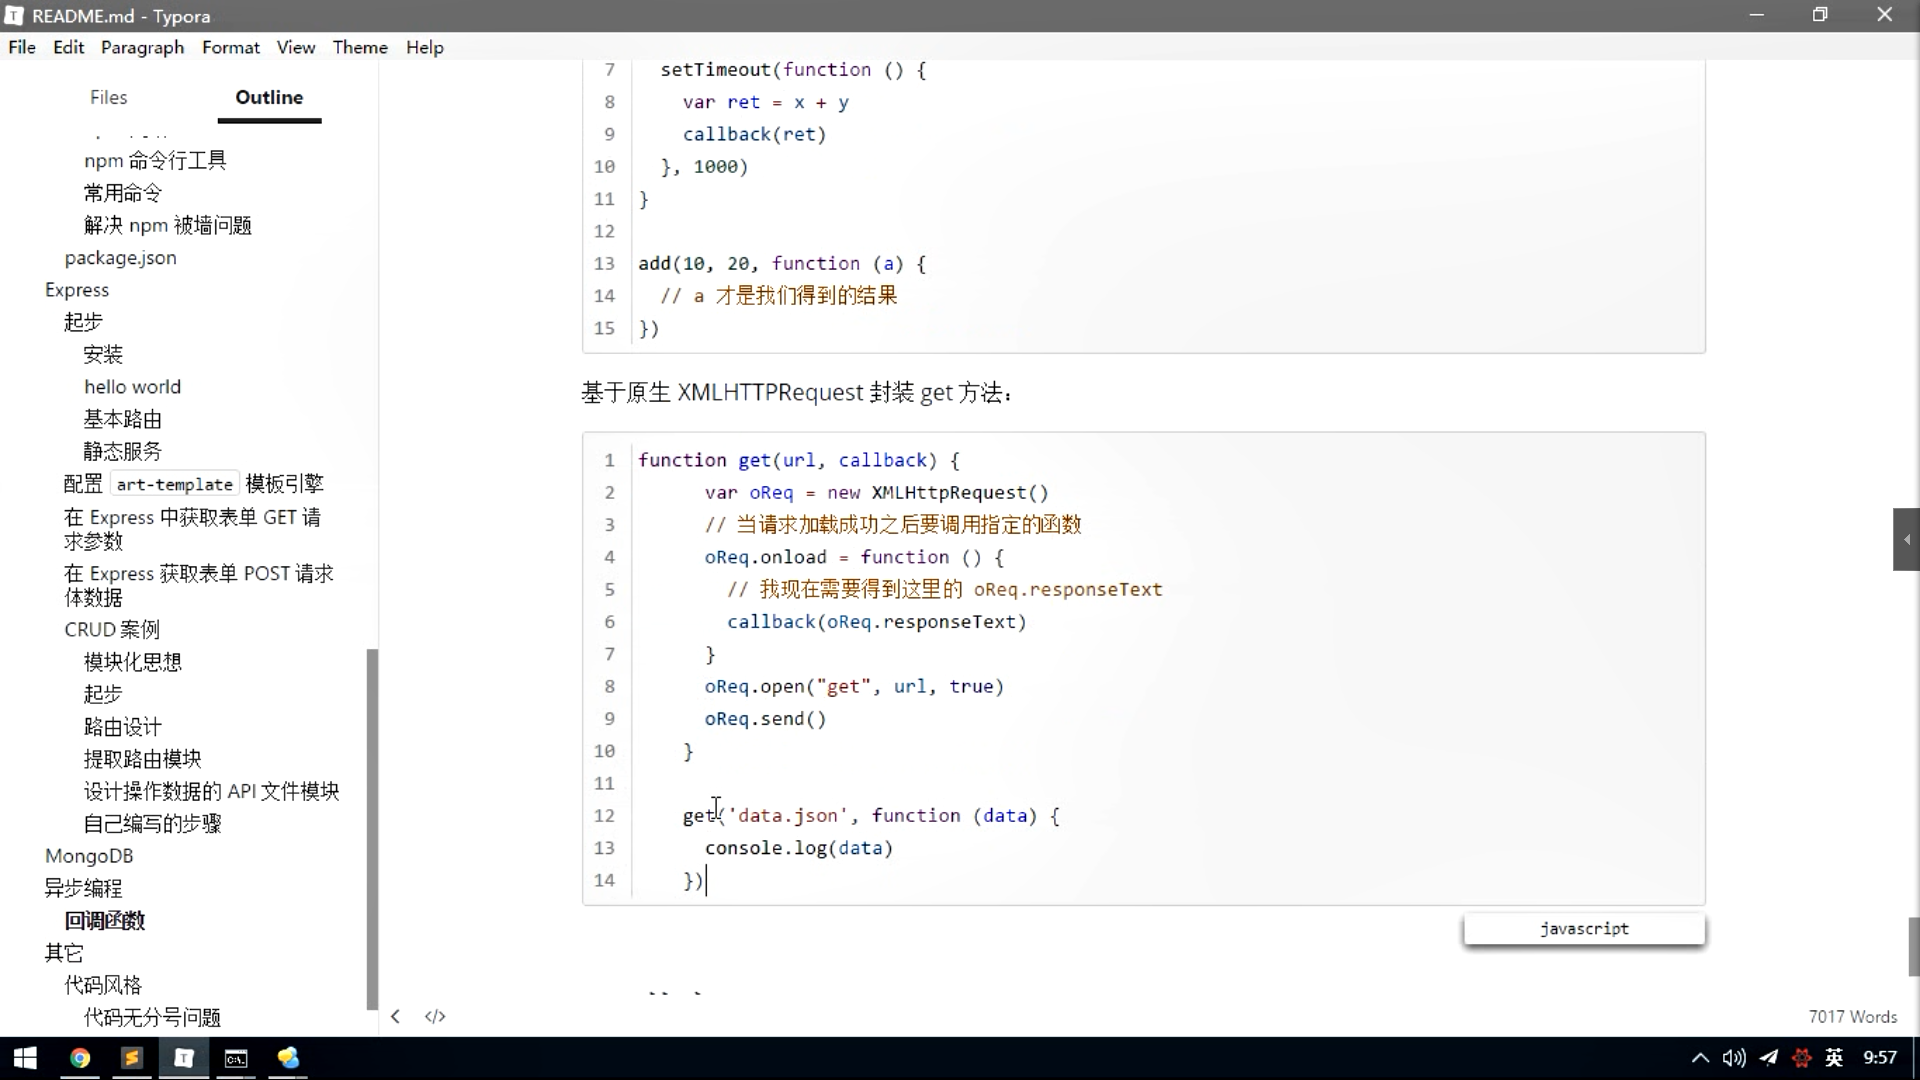 README.md - Typora
File Edit Paragraph Format View Theme Help
Files Outline
npm 命令行工具
常用命令
解决 npm 被墙问题
package.json
Express
起步
安装
hello world
基本路由
静态服务
配置 art-template 模板引擎
在 Express 中获取表单 GET 请
求参数
在 Express 获取表单 POST 请求
体数据
CRUD 案例
模块化思想
起步
路由设计
提取路由模块
设计操作数据的 API 文件模块
自己编写的步骤
MongoDB
异步编程
回调函数
其它
代码风格
代码无分号问题
7 setTimeout(function () {
8 var ret = x + y
9 callback(ret)
10 }, 1000)
11 }
12
13 add(10, 20, function (a) {
14 // a 才是我们得到的结果
15 })
基于原生 XMLHTTPRequest 封装 get 方法：
1 function get(url, callback) {
2 var oReq = new XMLHttpRequest()
3 // 当请求加载成功之后要调用指定的函数
4 oReq.onload = function () {
5 // 我现在需要得到这里的 oReq.responseText
6 callback(oReq.responseText)
7 }
8 oReq.open("get", url, true)
9 oReq.send()
10 }
11
12 get('data.json', function (data) {
13 console.log(data)
14 })
javascript
</> 7017 Words
英 9:57